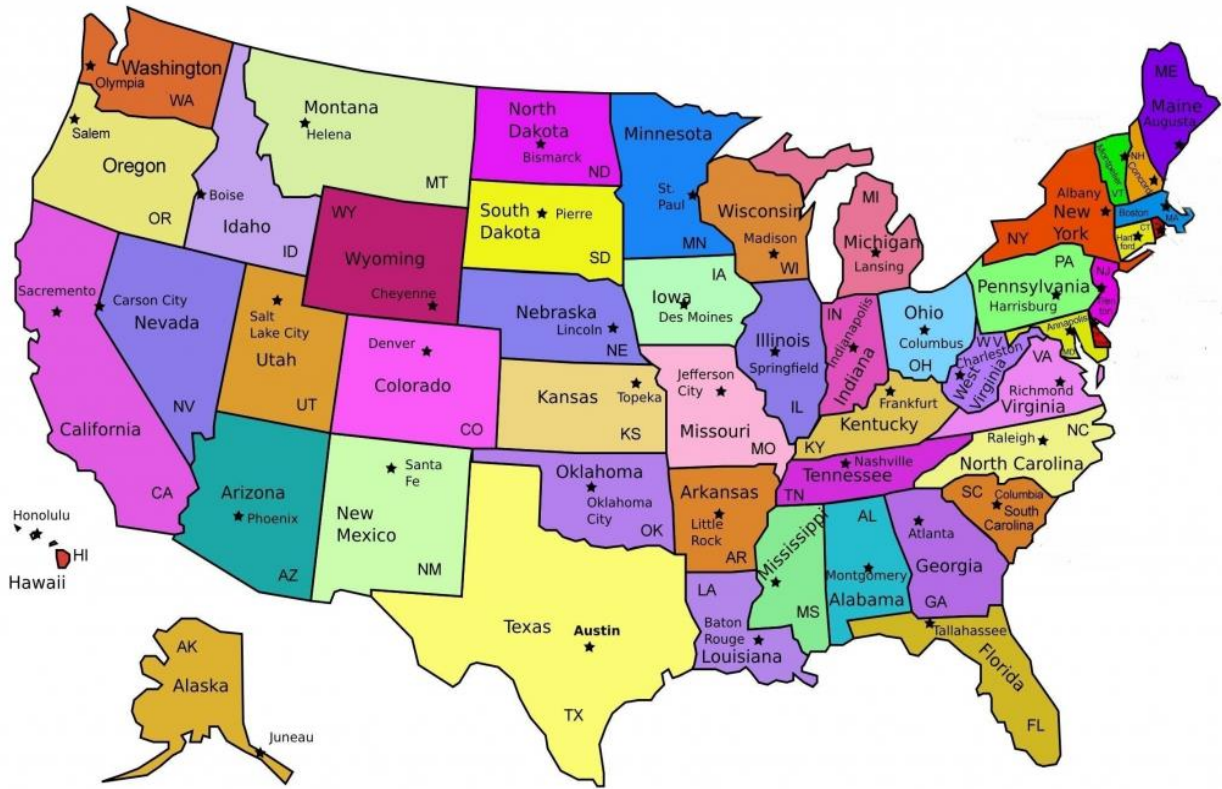 Washington
Olympia
WA
Salem
Oregon
OR
Boise
Idaho
ID
Montana
Helena
MT
North
Dakota
Bismarck
ND
Minnesota
St.
Paul
MN
South
Dakota
Pierre
SD
WY
Wyoming
Cheyenne
Wisconsin
Madison
WI
MI
Michigan
Lansing
ME
Maine
Augusta
NH
Concord
Montpelier
VT
Albany
New
York
NY
Boston
MA
CT
Hart
ford
PA
Pennsylvania
Harrisburg
NJ
Tren
ton
Annapolis
MD
Sacremento
California
CA
Carson City
Nevada
NV
Salt
Lake City
Utah
UT
Denver
Colorado
CO
Nebraska
Lincoln
NE
IA
Iowa
Des Moines
Illinois
Springfield
IL
IN
Indianapolis
Indiana
Ohio
Columbus
OH
WV
Charleston
West
Virginia
VA
Richmond
Virginia
Kansas
Topeka
KS
Jefferson
City
Missouri
MO
Frankfurt
Kentucky
KY
Raleigh
NC
North Carolina
Nashville
Tennessee
TN
Arizona
Phoenix
AZ
Santa
Fe
New
Mexico
NM
Oklahoma
Oklahoma
City
OK
Arkansas
Little
Rock
AR
Mississippi
MS
AL
Montgomery
Alabama
Atlanta
Georgia
GA
SC
Columbia
South
Carolina
Honolulu
HI
Hawaii
AK
Alaska
Juneau
Texas
Austin
TX
LA
Baton
Rouge
Louisiana
Tallahassee
Florida
FL